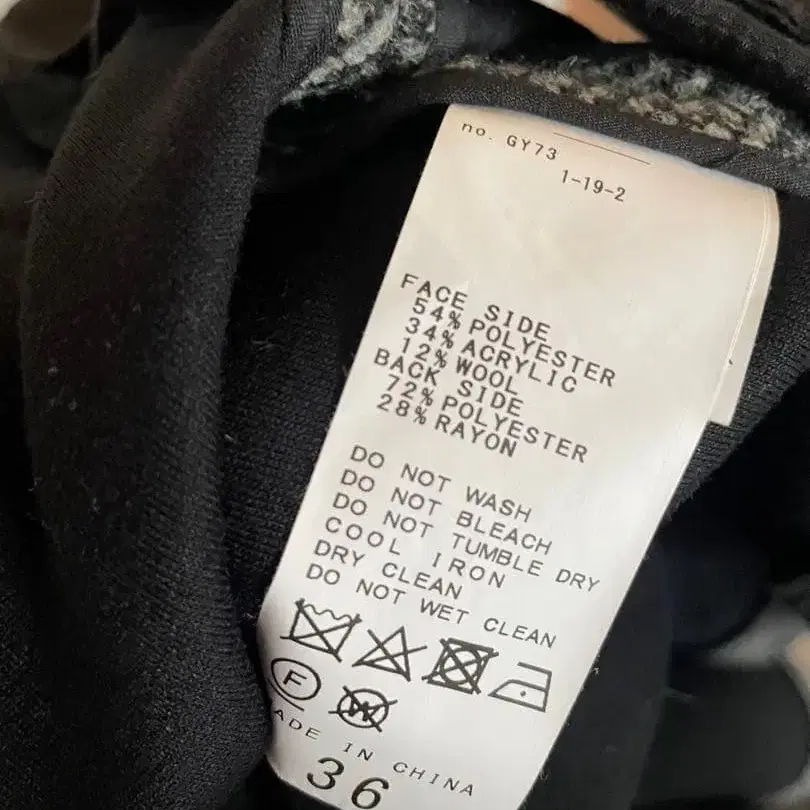 no. GY73
1-19-2
FACE SIDE
54% POLYESTER
34% ACRYLIC
12% WOOL
BACK SIDE
72% POLYESTER
28% RAYON
DO NOT WASH
DO NOT BLEACH
DO NOT TUMBLE DRY
COOL IRON
DRY CLEAN
DO NOT WET CLEAN
F
W
ADE IN CHINA
36